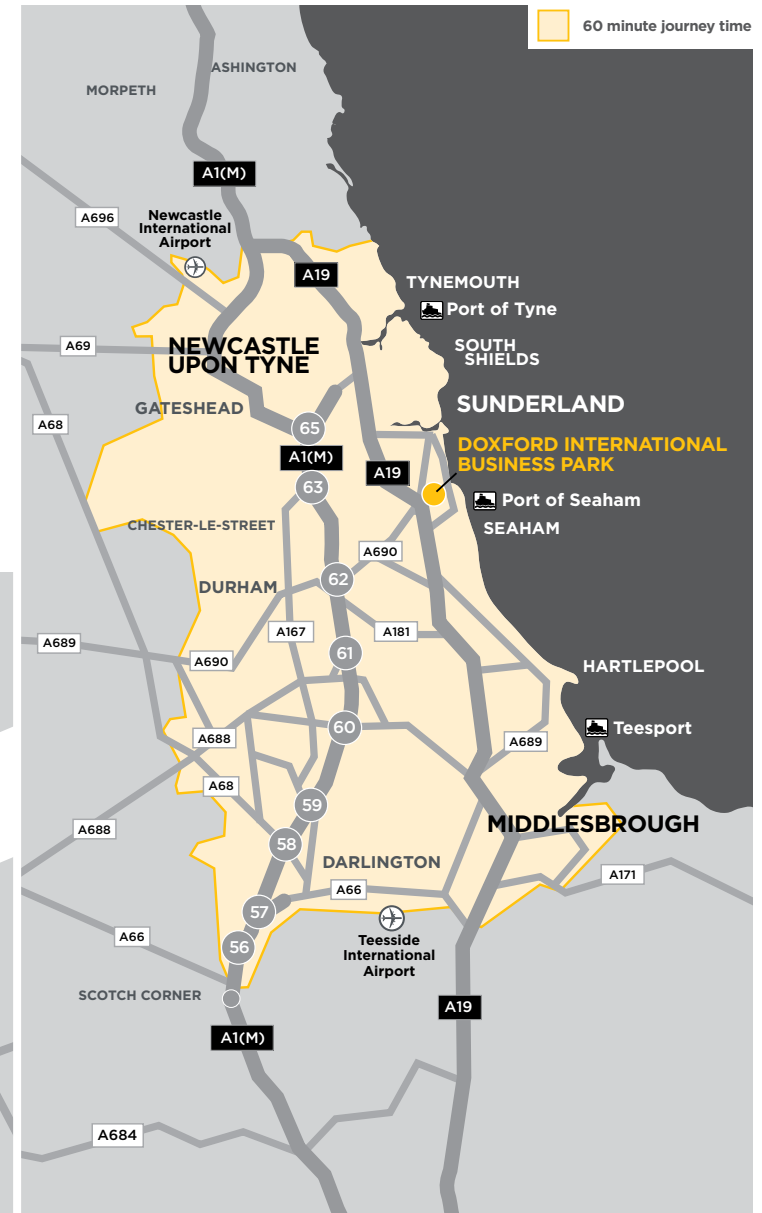 60 minute journey time
ASHINGTON
MORPETH
A1(M)
A696
Newcastle
International
Airport
A19
TYNEMOUTH
Port of Tyne
A69
NEWCASTLE
UPON TYNE
SOUTH
SHIELDS
GATESHEAD
SUNDERLAND
A68
65
A1(M)
DOXFORD INTERNATIONAL
BUSINESS PARK
A19
63
Port of Seaham
CHESTER-LE-STREET
SEAHAM
A690
62
DURHAM
A167
A181
A689
A690
61
HARTLEPOOL
60
Teesport
A688
A689
A68
59
A688
MIDDLESBROUGH
58
DARLINGTON
A171
A66
57
A66
56
Teesside
International
Airport
SCOTCH CORNER
A19
A1(M)
A684